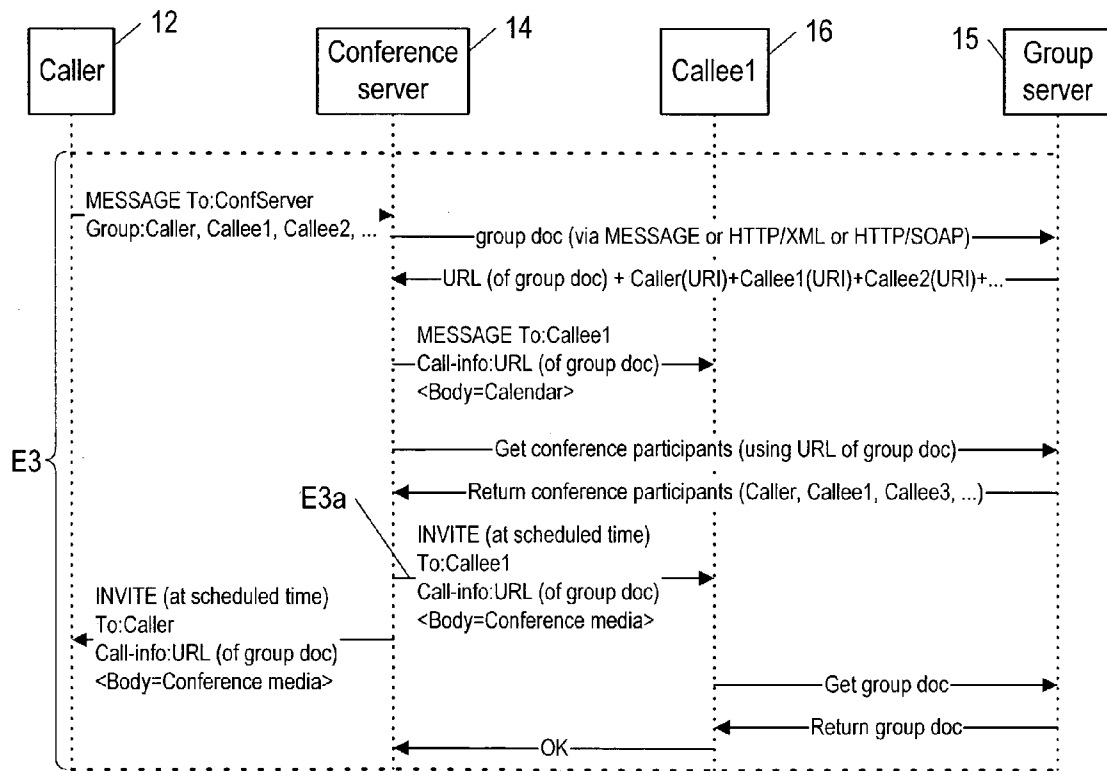 12
14
16
15
Caller
Conference
server
Callee1
Group
server
MESSAGE To:ConfServer
Group:Caller, Callee1, Callee2, ...
group doc (via MESSAGE or HTTP/XML or HTTP/SOAP)
URL (of group doc) + Caller(URI)+Callee1(URI)+Callee2(URI)+...
MESSAGE To:Callee1
Call-info:URL (of group doc)
<Body=Calendar>
Get conference participants (using URL of group doc)
E3
Return conference participants (Caller, Callee1, Callee3, ...)
E3a
INVITE (at scheduled time)
To:Callee1
Call-info:URL (of group doc)
<Body=Conference media>
INVITE (at scheduled time)
To:Caller
Call-info:URL (of group doc)
<Body=Conference media>
Get group doc
Return group doc
OK